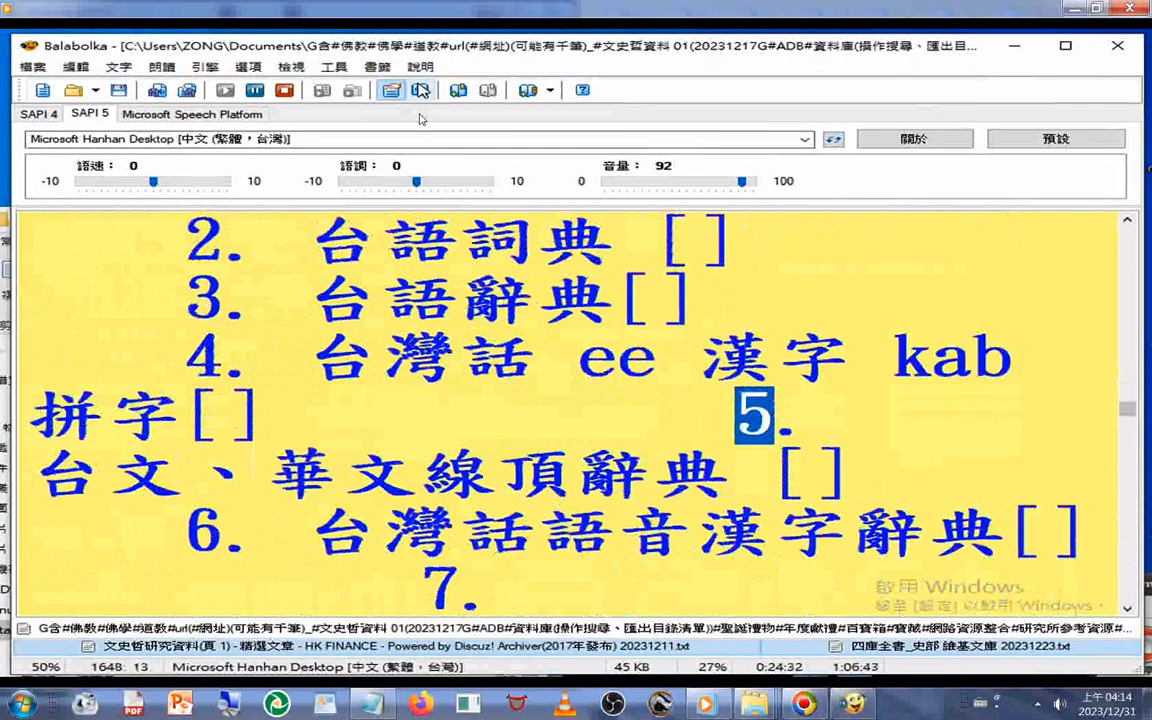 Balabolka - [C:\Users\ZONG\Documents\G含#佛教#佛學#道教#url(#網址)(可能有千筆)_#文史哲資料 01(20231217G#ADB#資料庫(操作搜尋、匯出目...
檔案 編輯 文字 朗讀 引擎 選項 檢視 工具 書籤 說明
SAPI 4 SAPI 5 Microsoft Speech Platform
Microsoft Hanhan Desktop [中文 (繁體，台灣)]
關於 預設
語速： 0 語調： 0 音量： 92
-10 10 -10 10 0 100
2. 台語詞典 []
3. 台語辭典[]
4. 台灣話 ee 漢字 kab
拼字[] 5.
台文、華文線頂辭典 []
6. 台灣話語音漢字辭典[]
7.
啟用 Windows
移至 [設定] 以啟用 Windows。
G含#佛教#佛學#道教#url(#網址)(可能有千筆)_#文史哲資料 01(20231217G#ADB#資料庫(操作搜尋、匯出目錄清單))#聖誕禮物#年度獻禮#百寶箱#寶藏#網路資源整合#研究所參考資源#...
文史哲研究資料(頁 1) - 精選文章 - HK FINANCE - Powered by Discuz! Archiver(2017年發布) 20231211.txt 四庫全書_史部 維基文庫 20231223.txt
50% 1648: 13 Microsoft Hanhan Desktop [中文 (繁體，台灣)] 45 KB 27% 0:24:32 1:06:43
上午 04:14
2023/12/31